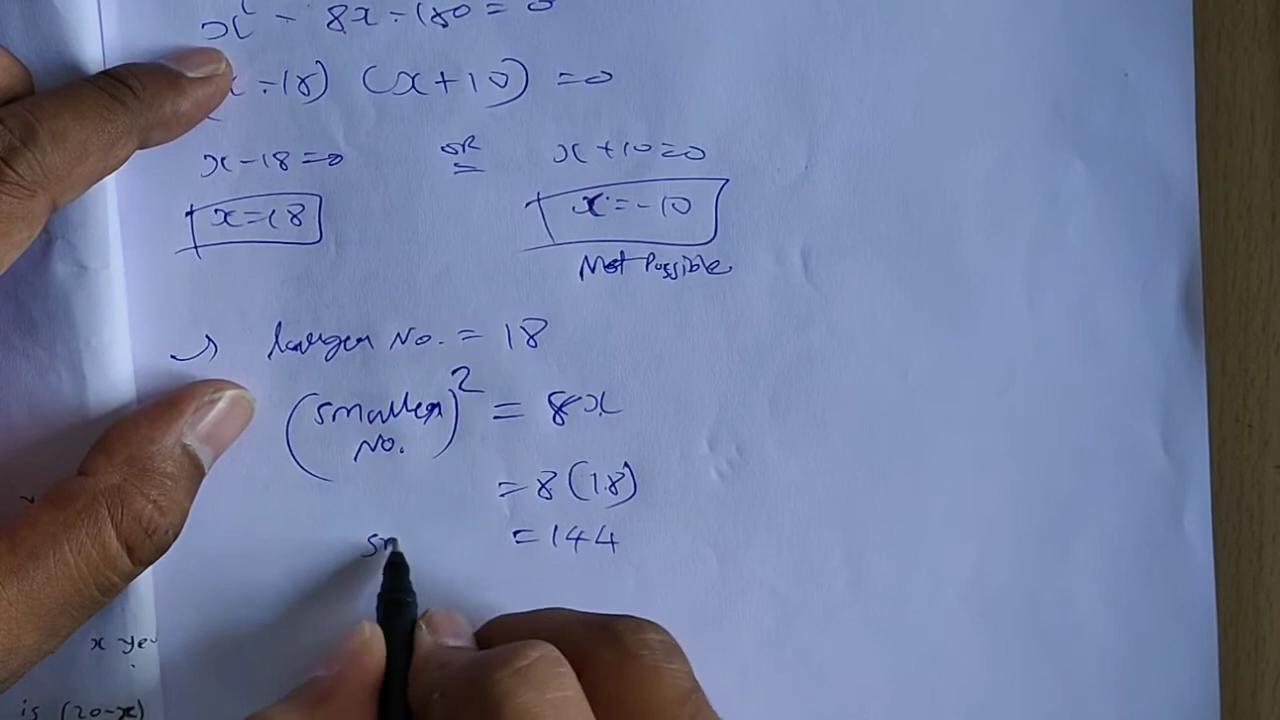 x² - 8x - 180 = 0
-18) (x+10) =0
x-18=0 OR x+10=0
x=18 x=-10
Not Possible
larger No. = 18
(smaller No.)² = 8x
= 8(18)
= 144
sm
x ye
is (20-x)